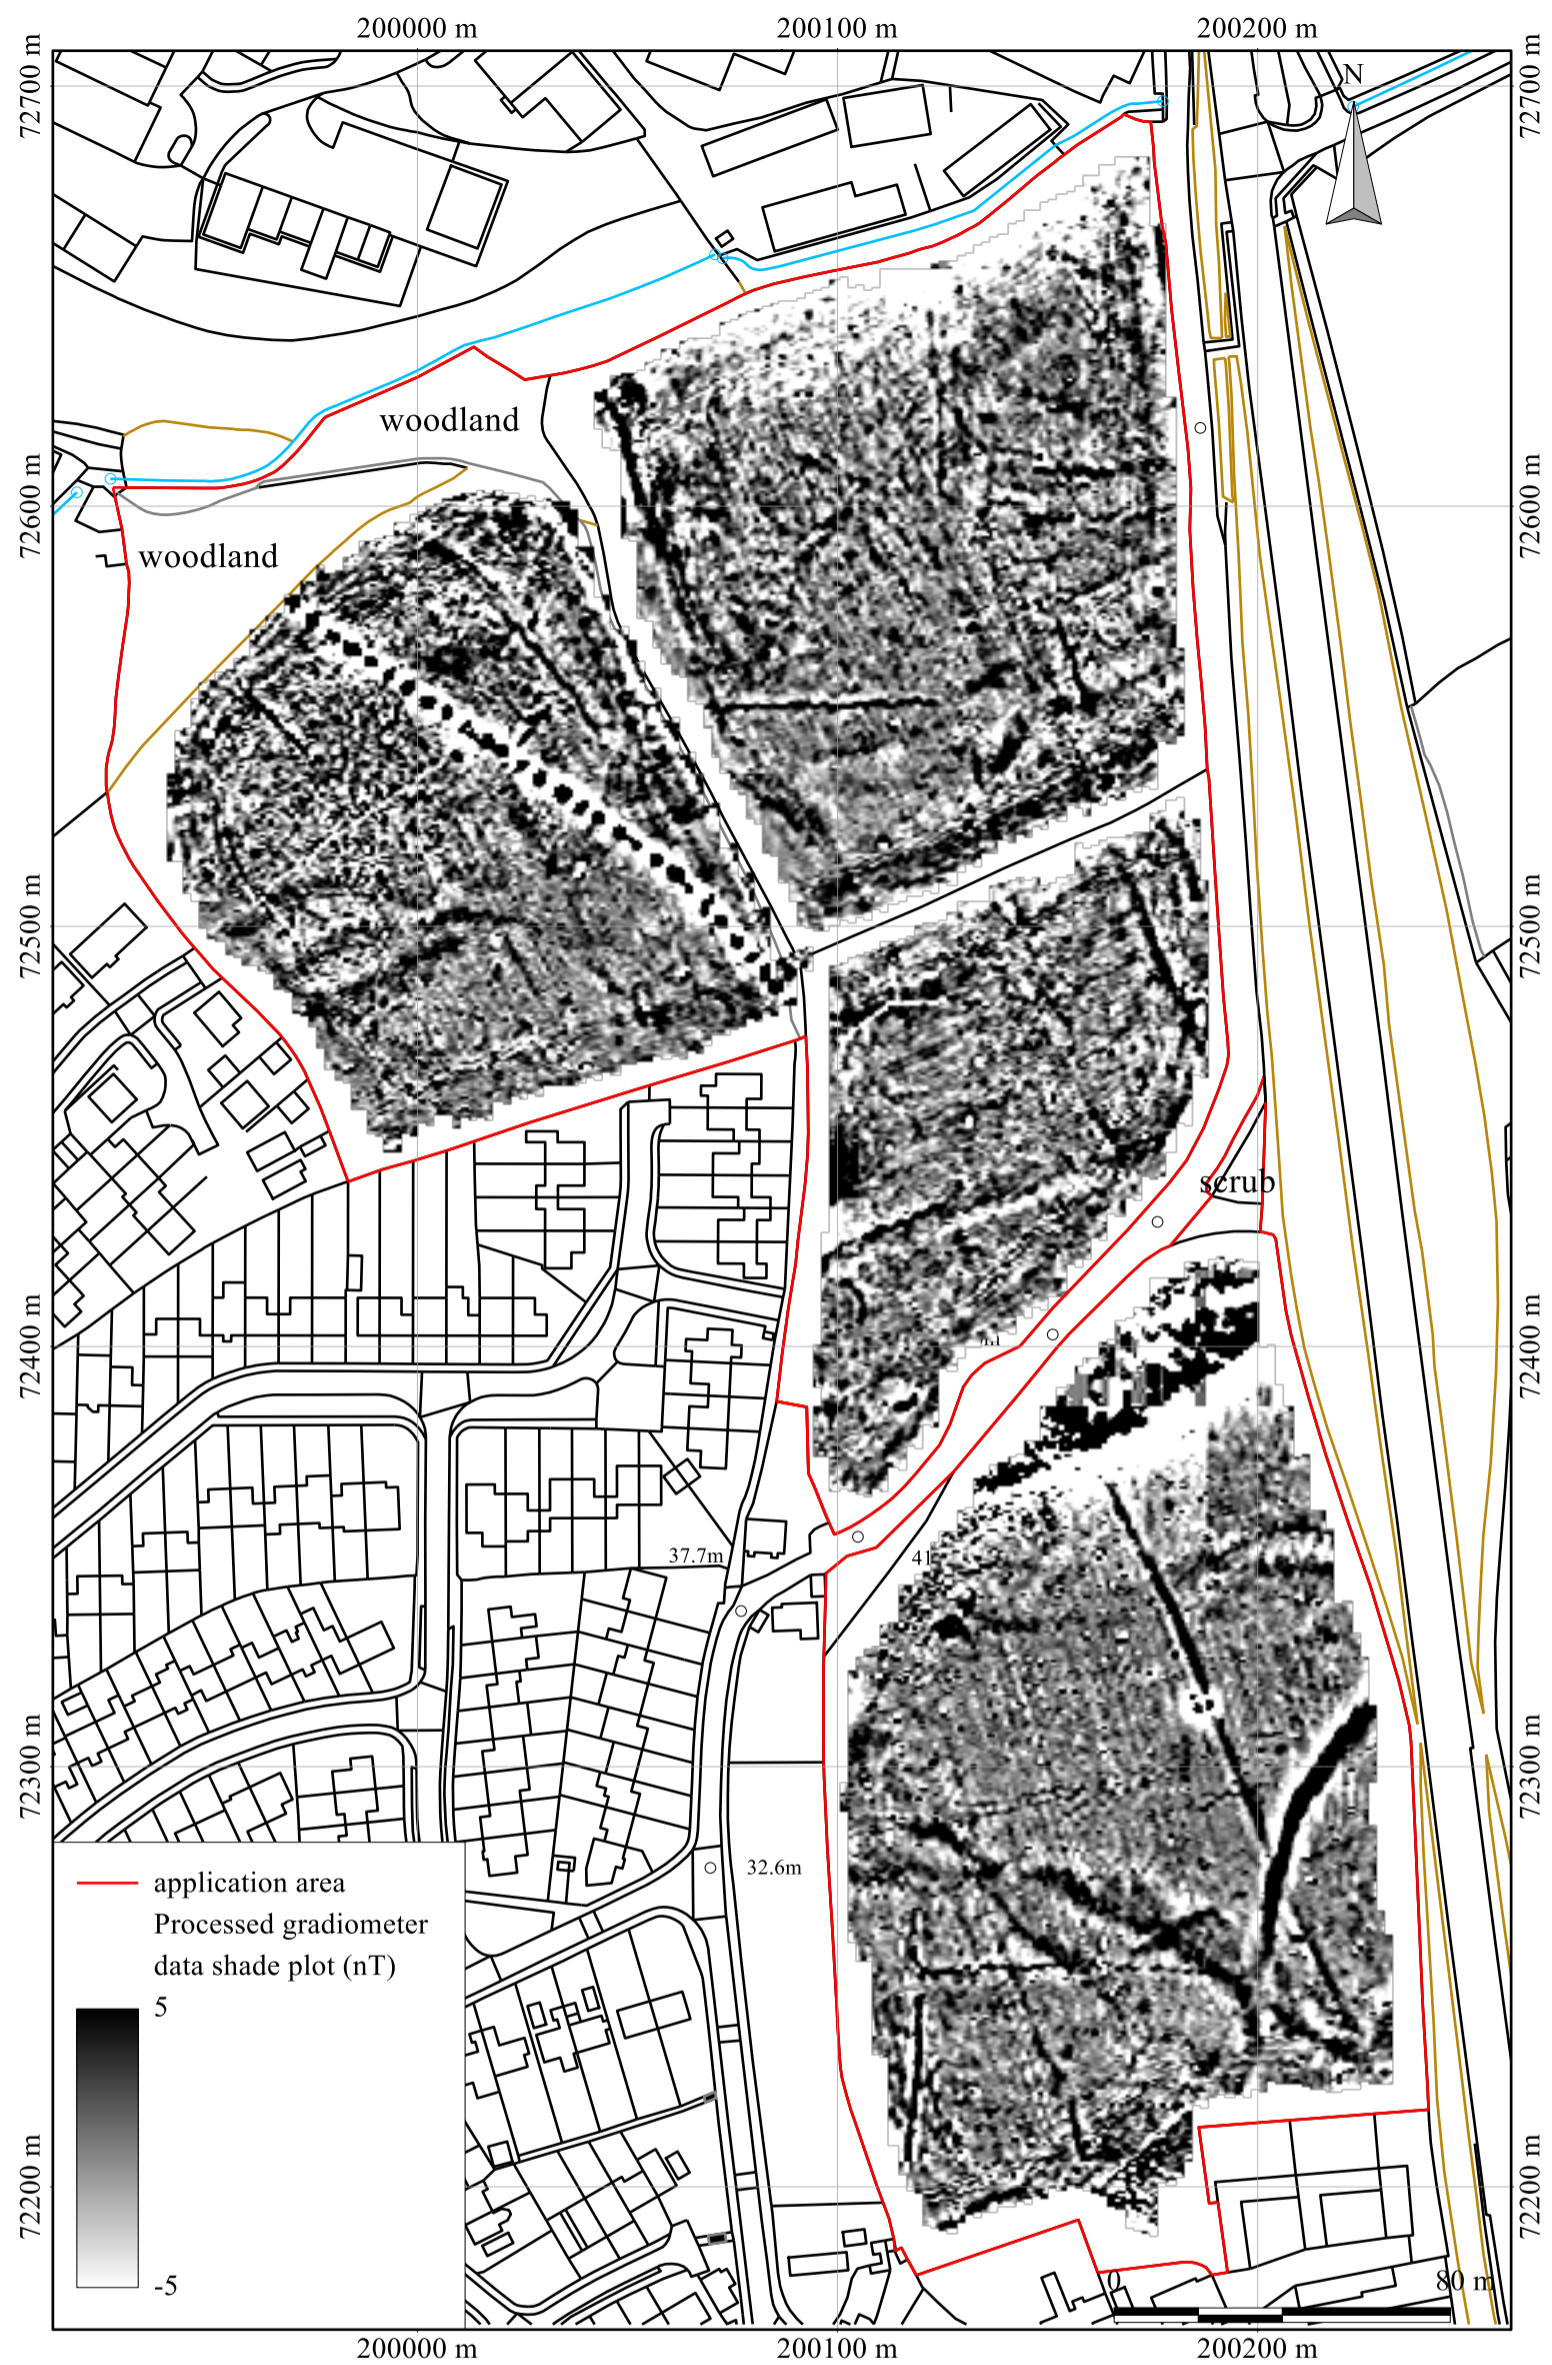 200000 m 200100 m 200200 m
72700 m
72700 m
N
woodland
72600 m
72600 m
woodland
72500 m
72500 m
scrub
72400 m
72400 m
37.7m
41
72300 m
72300 m
32.6m
application area
Processed gradiometer
data shade plot (nT)
5
-5
72200 m
72200 m
0 80 m
200000 m 200100 m 200200 m